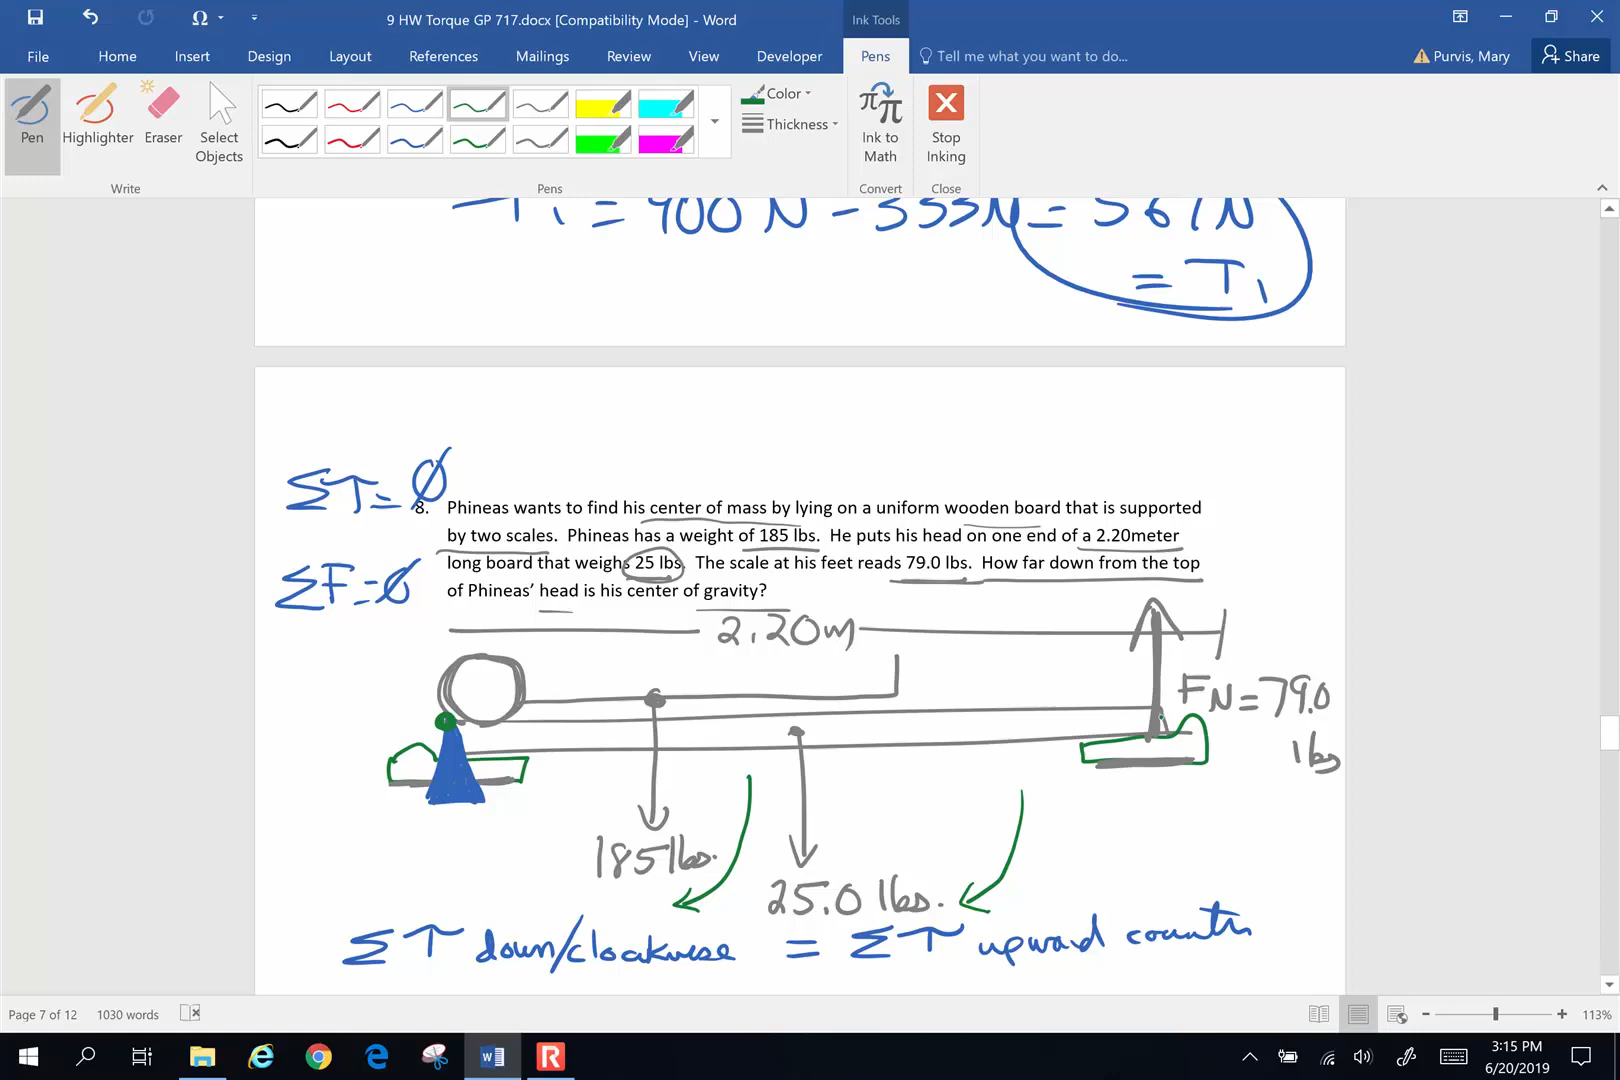 9 HW Torque GP 717.docx [Compatibility Mode] - Word
Ink Tools
File Home Insert Design Layout References Mailings Review View Developer Pens Tell me what you want to do... Purvis, Mary Share
Pen Highlighter Eraser Select Objects
Color
Thickness
Ink to Math
Stop Inking
Write Pens Convert Close
T₁ = 900 N - 333N = 567N
= T₁
Στ = ∅
8. Phineas wants to find his center of mass by lying on a uniform wooden board that is supported
by two scales. Phineas has a weight of 185 lbs. He puts his head on one end of a 2.20meter
long board that weighs 25 lbs. The scale at his feet reads 79.0 lbs. How far down from the top
ΣF = ∅
of Phineas’ head is his center of gravity?
2.20m
FN = 79.0
lbs
185 lbs.
25.0 lbs.
Στ down/clockwise = Στ upward
Page 7 of 12 1030 words 113%
3:15 PM
6/20/2019